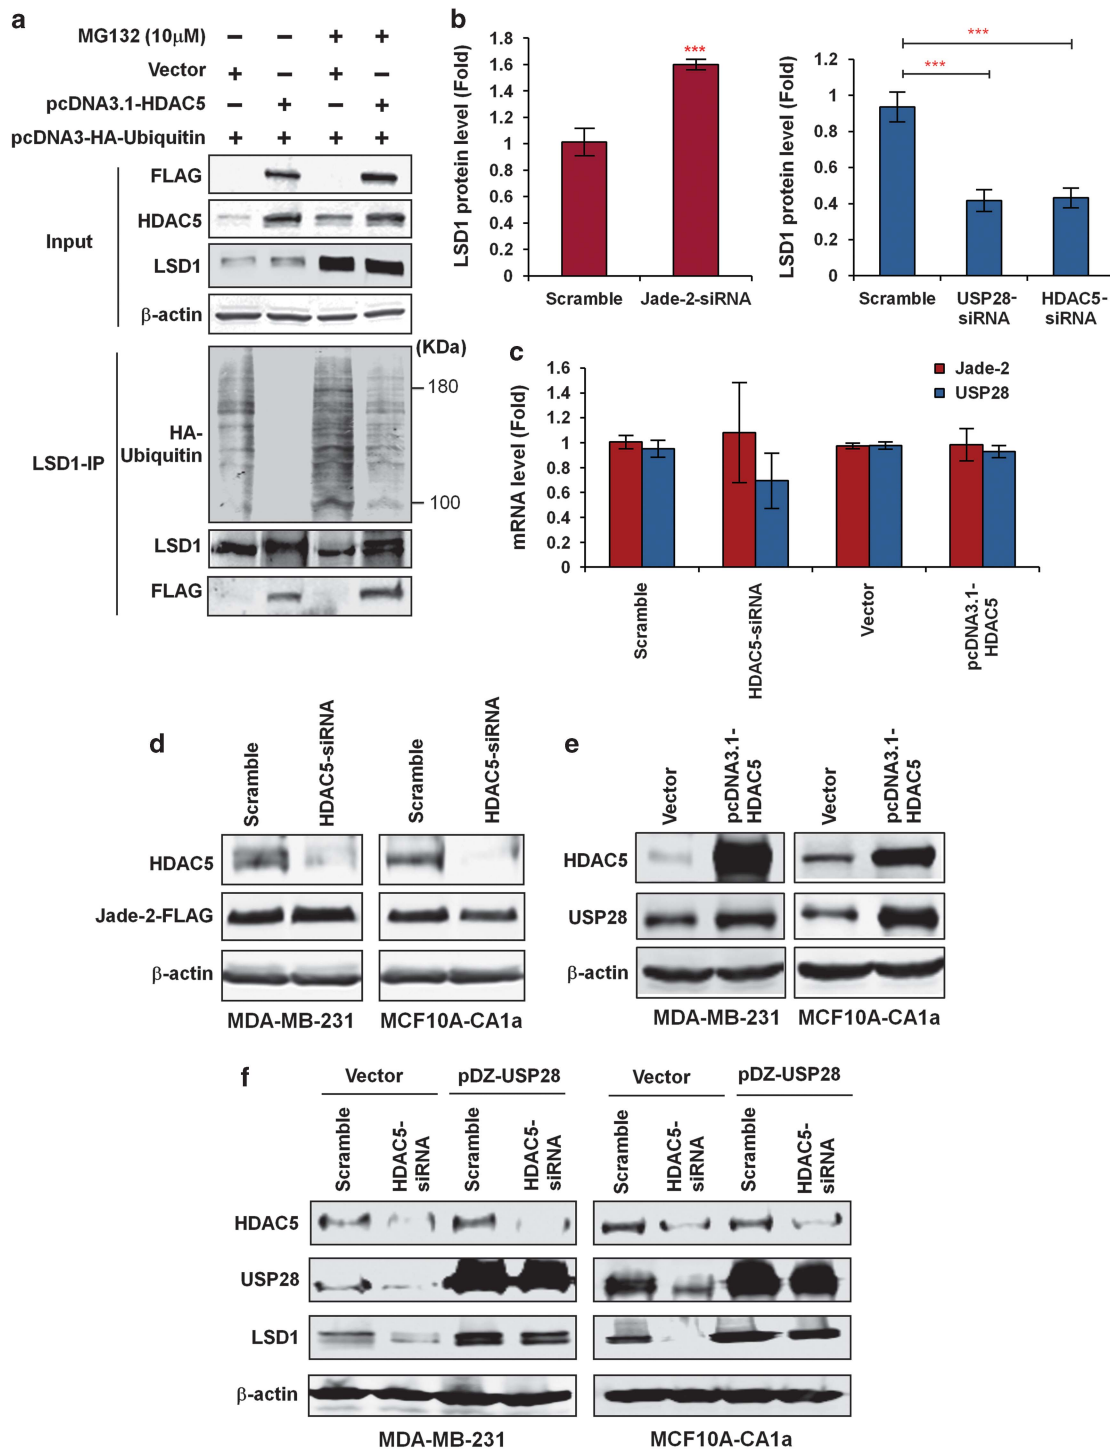 a
MG132 (10μM) – – + +
Vector + – + –
pcDNA3.1-HDAC5 – + – +
pcDNA3-HA-Ubiquitin + + + +
Input
FLAG
HDAC5
LSD1
β-actin
(KDa)
180
HA-
Ubiquitin
LSD1-IP
100
LSD1
FLAG
b
LSD1 protein level (Fold)
1.8
1.6
1.4
1.2
1
0.8
0.6
0.4
0.2
0
***
Scramble Jade-2-siRNA
LSD1 protein level (Fold)
1.2
1
0.8
0.6
0.4
0.2
0
***
***
Scramble USP28-siRNA HDAC5-siRNA
c
mRNA level (Fold)
1.6
1.4
1.2
1
0.8
0.6
0.4
0.2
0
Jade-2
USP28
Scramble
HDAC5-siRNA
Vector
pcDNA3.1-
HDAC5
d
Scramble
HDAC5-siRNA
Scramble
HDAC5-siRNA
HDAC5
Jade-2-FLAG
β-actin
MDA-MB-231 MCF10A-CA1a
e
Vector
pcDNA3.1-
HDAC5
Vector
pcDNA3.1-
HDAC5
HDAC5
USP28
β-actin
MDA-MB-231 MCF10A-CA1a
f
Vector pDZ-USP28 Vector pDZ-USP28
Scramble
HDAC5-
siRNA
Scramble
HDAC5-
siRNA
Scramble
HDAC5-
siRNA
Scramble
HDAC5-
siRNA
HDAC5
USP28
LSD1
β-actin
MDA-MB-231 MCF10A-CA1a